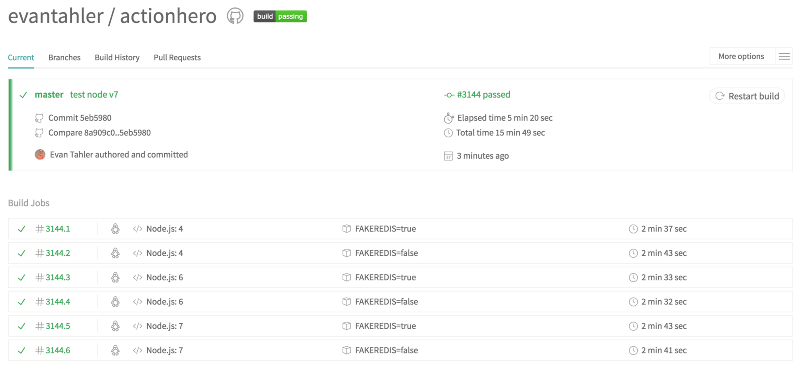 evantahler / actionhero build passing
Current Branches Build History Pull Requests More options
master test node v7 #3144 passed Restart build
Commit 5eb5980 Elapsed time 5 min 20 sec
Compare 8a909c0..5eb5980 Total time 15 min 49 sec
Evan Tahler authored and committed 3 minutes ago
Build Jobs
# 3144.1 </> Node.js: 4 FAKEREDIS=true 2 min 37 sec
# 3144.2 </> Node.js: 4 FAKEREDIS=false 2 min 43 sec
# 3144.3 </> Node.js: 6 FAKEREDIS=true 2 min 33 sec
# 3144.4 </> Node.js: 6 FAKEREDIS=false 2 min 32 sec
# 3144.5 </> Node.js: 7 FAKEREDIS=true 2 min 43 sec
# 3144.6 </> Node.js: 7 FAKEREDIS=false 2 min 41 sec